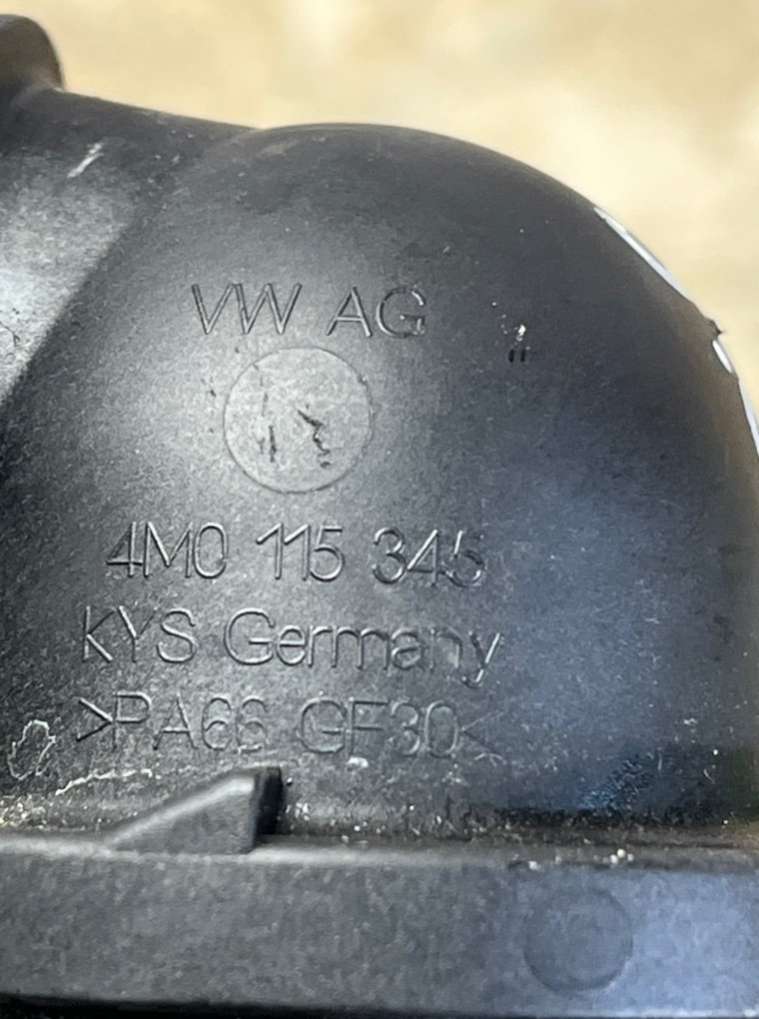 VW AG
4M0 115 345
KYS Germany
>PA66 GF30<